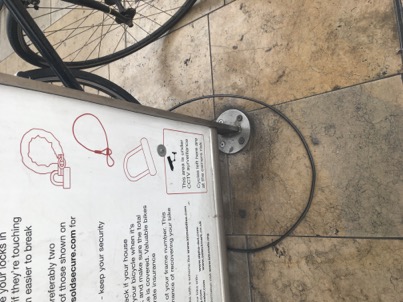 e your locks in
if they're touching
n easier to break
referably two
of those shown on
soldsecure.com for
- keep your security
eck if your house
your bicycle when it's
, and make sure the total
e is covered. Valuable bikes
rate insurance
of your frame number. This
nance of recovering your bike
This area is under
CCTV surveillance
Cycles left here are
at the owners risk